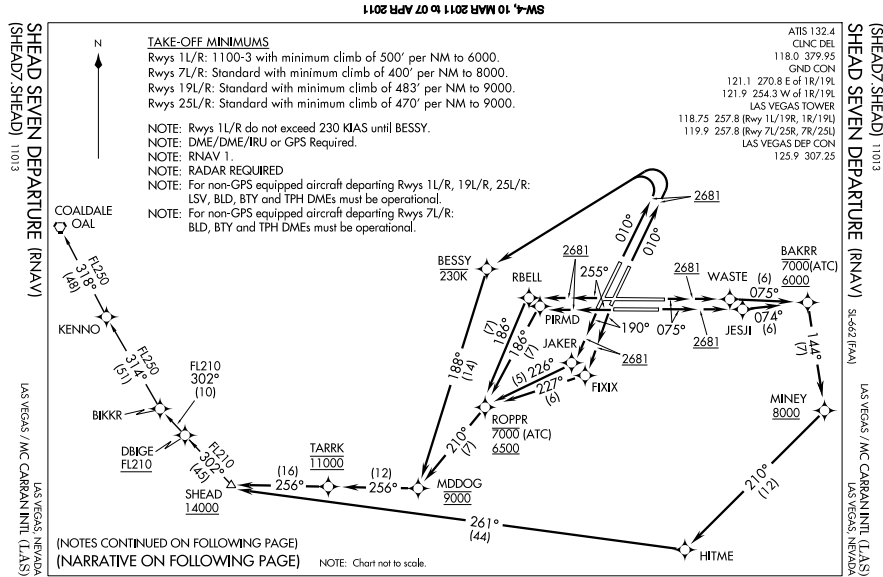 SW-4, 10 MAR 2011 to 07 APR 2011
(SHEAD7.SHEAD) 11013
SHEAD SEVEN DEPARTURE (RNAV)
LAS VEGAS / MC CARRAN INTL (LAS)
LAS VEGAS, NEVADA
(SHEAD7.SHEAD) 11013
SHEAD SEVEN DEPARTURE (RNAV)
SL-662 (FAA)
LAS VEGAS / MC CARRAN INTL (LAS)
LAS VEGAS, NEVADA
N
TAKE-OFF MINIMUMS
Rwys 1L/R: 1100-3 with minimum climb of 500' per NM to 6000.
Rwys 7L/R: Standard with minimum climb of 400' per NM to 8000.
Rwys 19L/R: Standard with minimum climb of 483' per NM to 9000.
Rwys 25L/R: Standard with minimum climb of 470' per NM to 9000.
NOTE: Rwys 1L/R do not exceed 230 KIAS until BESSY.
NOTE: DME/DME/IRU or GPS Required.
NOTE: RNAV 1.
NOTE: RADAR REQUIRED
NOTE: For non-GPS equipped aircraft departing Rwys 1L/R, 19L/R, 25L/R:
LSV, BLD, BTY and TPH DMEs must be operational.
NOTE: For non-GPS equipped aircraft departing Rwys 7L/R:
BLD, BTY and TPH DMEs must be operational.
ATIS 132.4
CLNC DEL
118.0 379.95
GND CON
121.1 270.8 E of 1R/19L
121.9 254.3 W of 1R/19L
LAS VEGAS TOWER
118.75 257.8 (Rwy 1L/19R, 1R/19L)
119.9 257.8 (Rwy 7L/25R, 7R/25L)
LAS VEGAS DEP CON
125.9 307.25
COALDALE
OAL
FL250
318°
(48)
KENNO
FL250
314°
(51)
BIKKR
FL210
302°
(10)
DBIGE
FL210
FL210
302°
(45)
SHEAD
14000
(16)
256°
TARRK
11000
(12)
256°
MDDOG
9000
BESSY
230K
188°
(14)
RBELL
2681
255°
PIRMD
(7)
186°
186°
(7)
JAKER
(5) 226°
227°
(6)
FIXIX
ROPPR
7000 (ATC)
6500
210°
(7)
2681
010°
010°
190°
2681
2681
075°
2681
WASTE
(6)
075°
JESJI
074°
(6)
BAKRR
7000(ATC)
6000
144°
(7)
MINEY
8000
210°
(12)
HITME
261°
(44)
(NOTES CONTINUED ON FOLLOWING PAGE)
(NARRATIVE ON FOLLOWING PAGE)
NOTE: Chart not to scale.